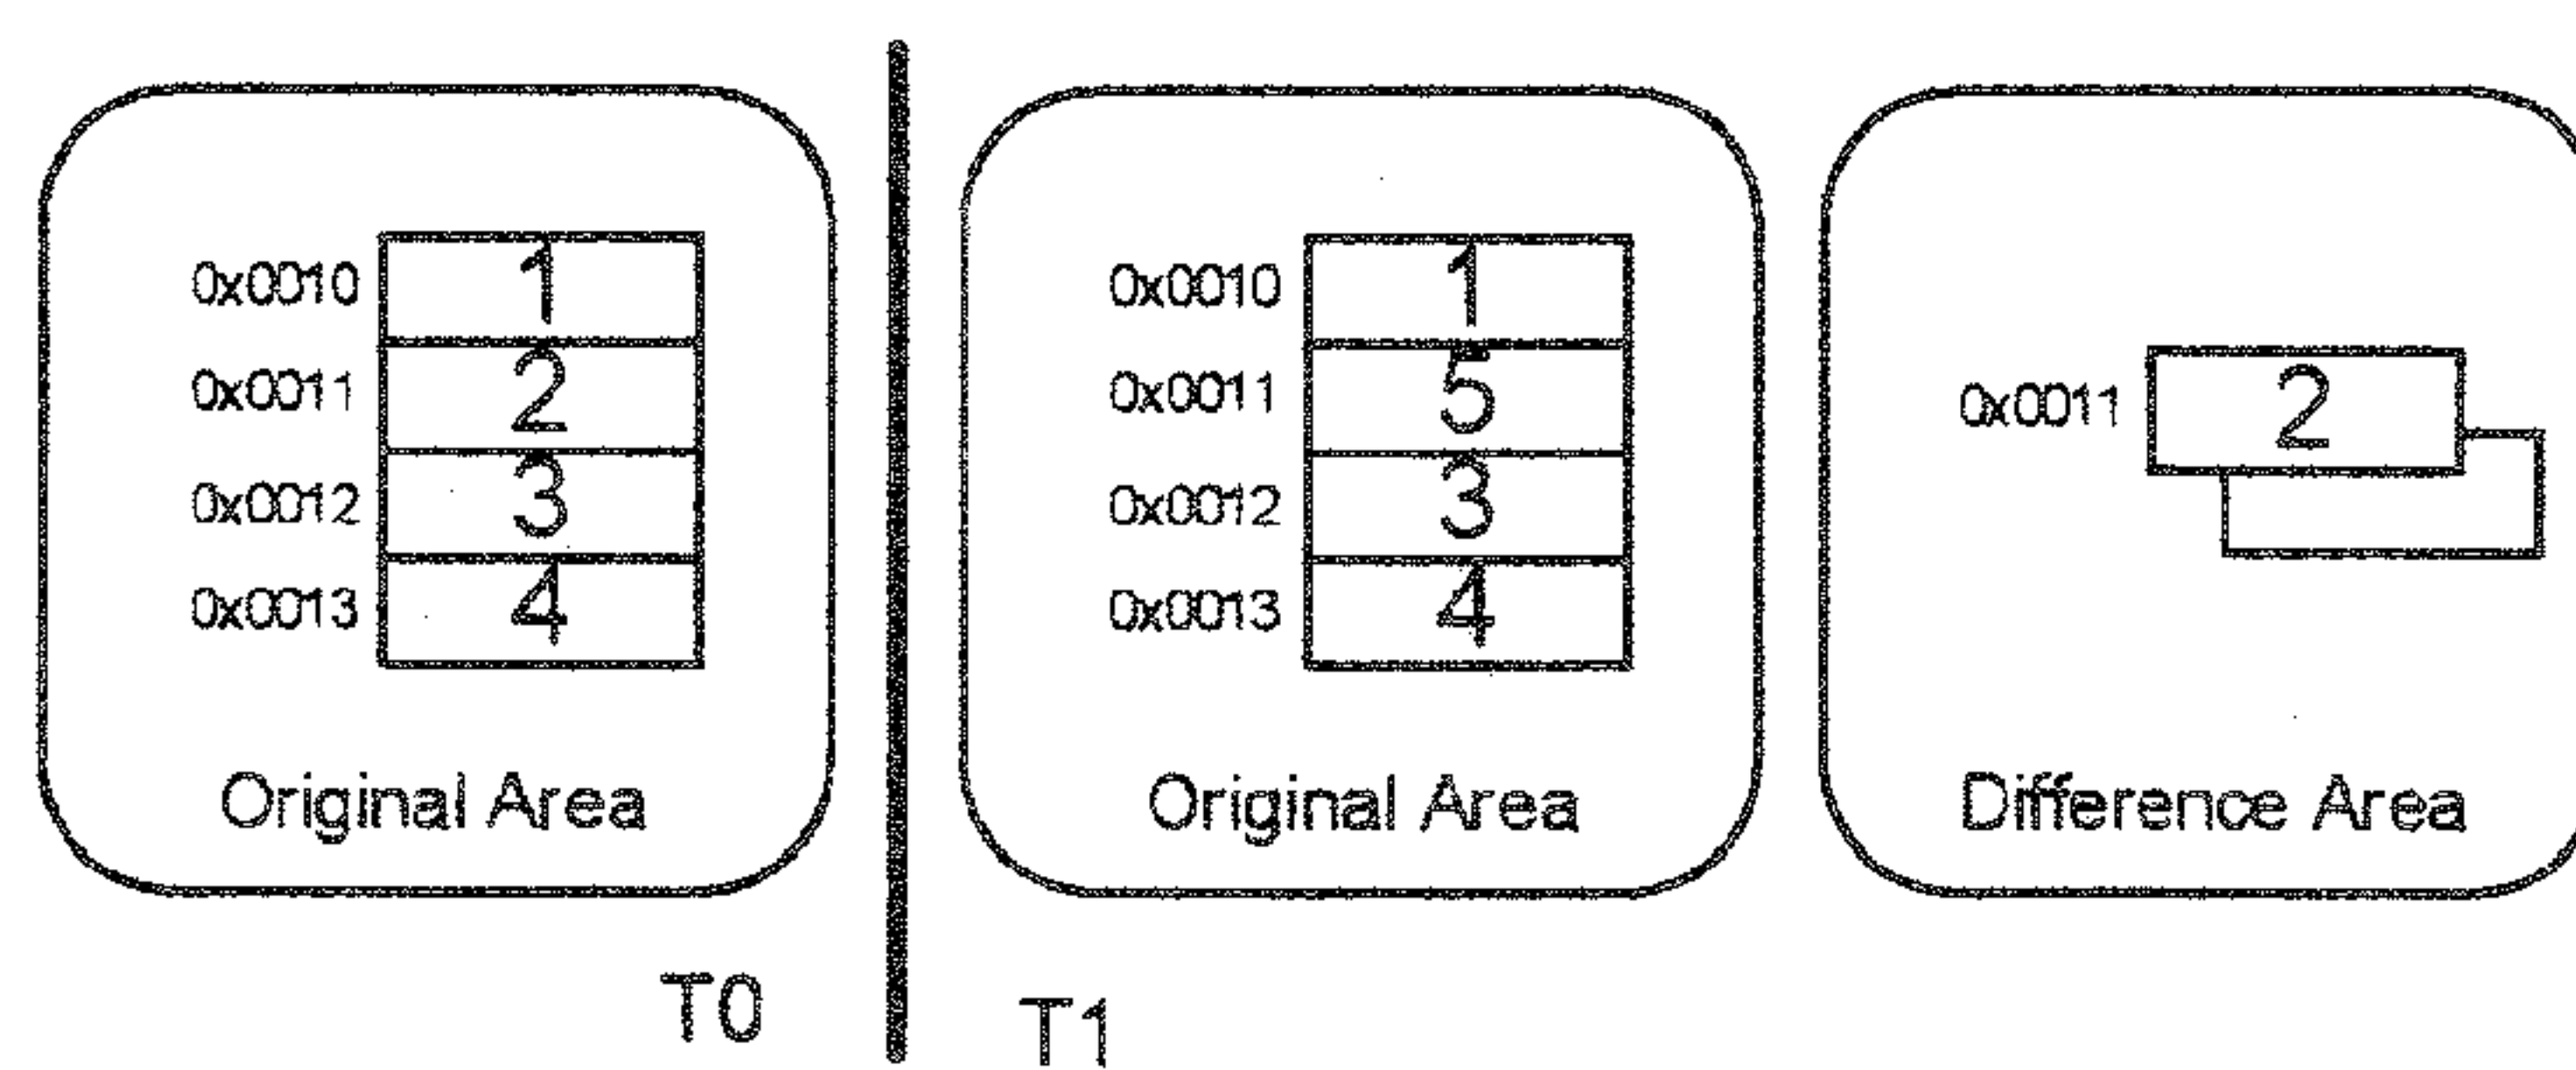 0x0010 1
0x0011 2
0x0012 3
0x0013 4
Original Area
T0
0x0010 1
0x0011 5
0x0012 3
0x0013 4
Original Area
T1
0x0011 2
Difference Area